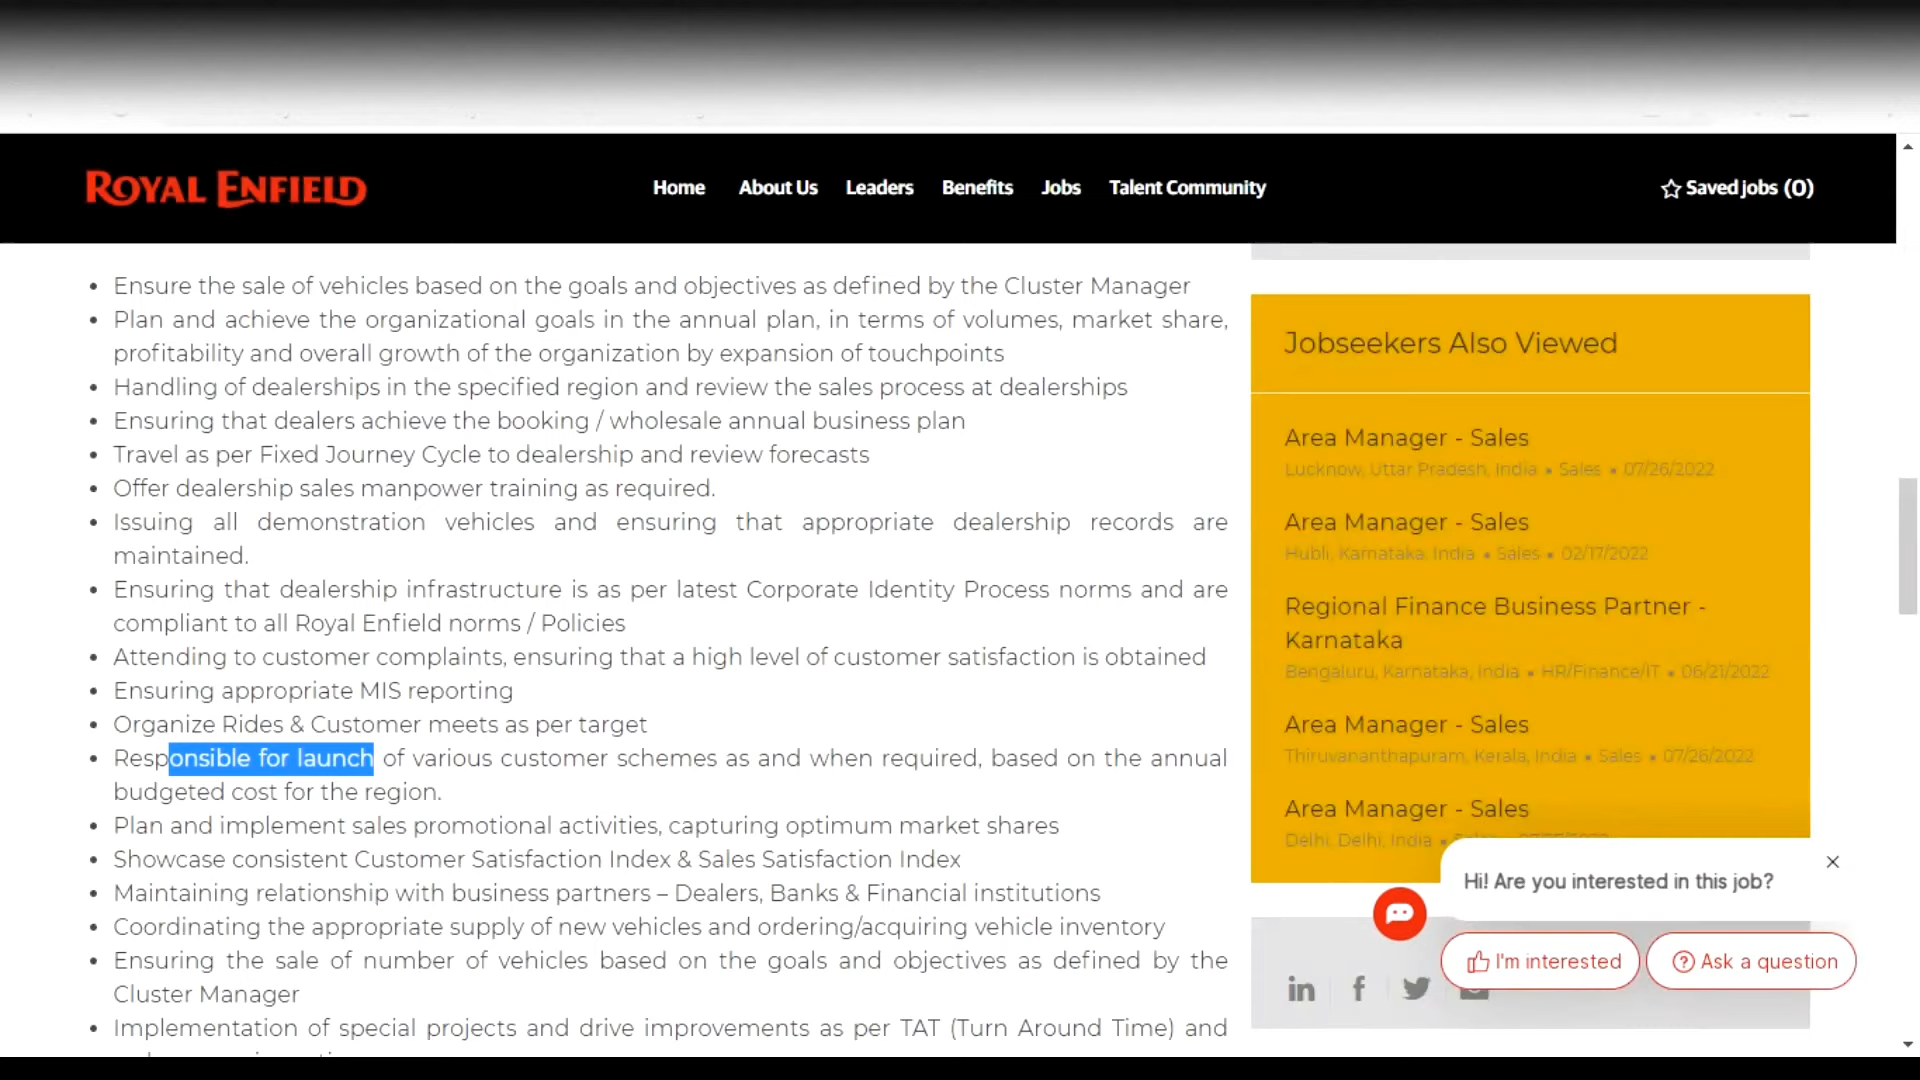 ROYAL ENFIELD
Home About Us Leaders Benefits Jobs Talent Community
Saved jobs (0)
• Ensure the sale of vehicles based on the goals and objectives as defined by the Cluster Manager
• Plan and achieve the organizational goals in the annual plan, in terms of volumes, market share,
profitability and overall growth of the organization by expansion of touchpoints
• Handling of dealerships in the specified region and review the sales process at dealerships
• Ensuring that dealers achieve the booking / wholesale annual business plan
• Travel as per Fixed Journey Cycle to dealership and review forecasts
• Offer dealership sales manpower training as required.
• Issuing all demonstration vehicles and ensuring that appropriate dealership records are
maintained.
• Ensuring that dealership infrastructure is as per latest Corporate Identity Process norms and are
compliant to all Royal Enfield norms / Policies
• Attending to customer complaints, ensuring that a high level of customer satisfaction is obtained
• Ensuring appropriate MIS reporting
• Organize Rides & Customer meets as per target
• Responsible for launch of various customer schemes as and when required, based on the annual
budgeted cost for the region.
• Plan and implement sales promotional activities, capturing optimum market shares
• Showcase consistent Customer Satisfaction Index & Sales Satisfaction Index
• Maintaining relationship with business partners – Dealers, Banks & Financial institutions
• Coordinating the appropriate supply of new vehicles and ordering/acquiring vehicle inventory
• Ensuring the sale of number of vehicles based on the goals and objectives as defined by the
Cluster Manager
• Implementation of special projects and drive improvements as per TAT (Turn Around Time) and
Jobseekers Also Viewed
Area Manager - Sales
Lucknow, Uttar Pradesh, India • Sales • 07/26/2022
Area Manager - Sales
Hubli, Karnataka, India • Sales • 02/17/2022
Regional Finance Business Partner -
Karnataka
Bengaluru, Karnataka, India • HR/Finance/IT • 06/21/2022
Area Manager - Sales
Thiruvananthapuram, Kerala, India • Sales • 07/26/2022
Area Manager - Sales
Delhi, Delhi, India •
Hi! Are you interested in this job?
I'm interested
Ask a question